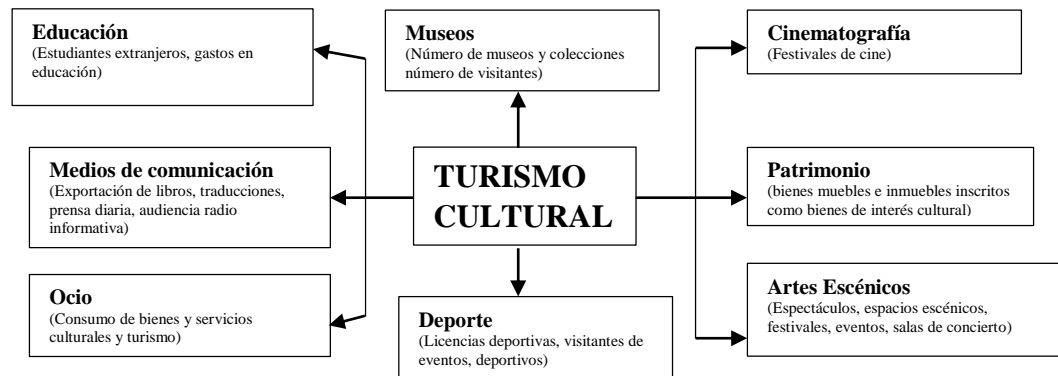 Educación
(Estudiantes extranjeros, gastos en
educación)
Museos
(Número de museos y colecciones
número de visitantes)
Cinematografía
(Festivales de cine)
Medios de comunicación
(Exportación de libros, traducciones,
prensa diaria, audiencia radio
informativa)
TURISMO
CULTURAL
Patrimonio
(bienes muebles e inmuebles inscritos
como bienes de interés cultural)
Ocio
(Consumo de bienes y servicios
culturales y turismo)
Deporte
(Licencias deportivas, visitantes de
eventos, deportivos)
Artes Escénicos
(Espectáculos, espacios escénicos,
festivales, eventos, salas de concierto)